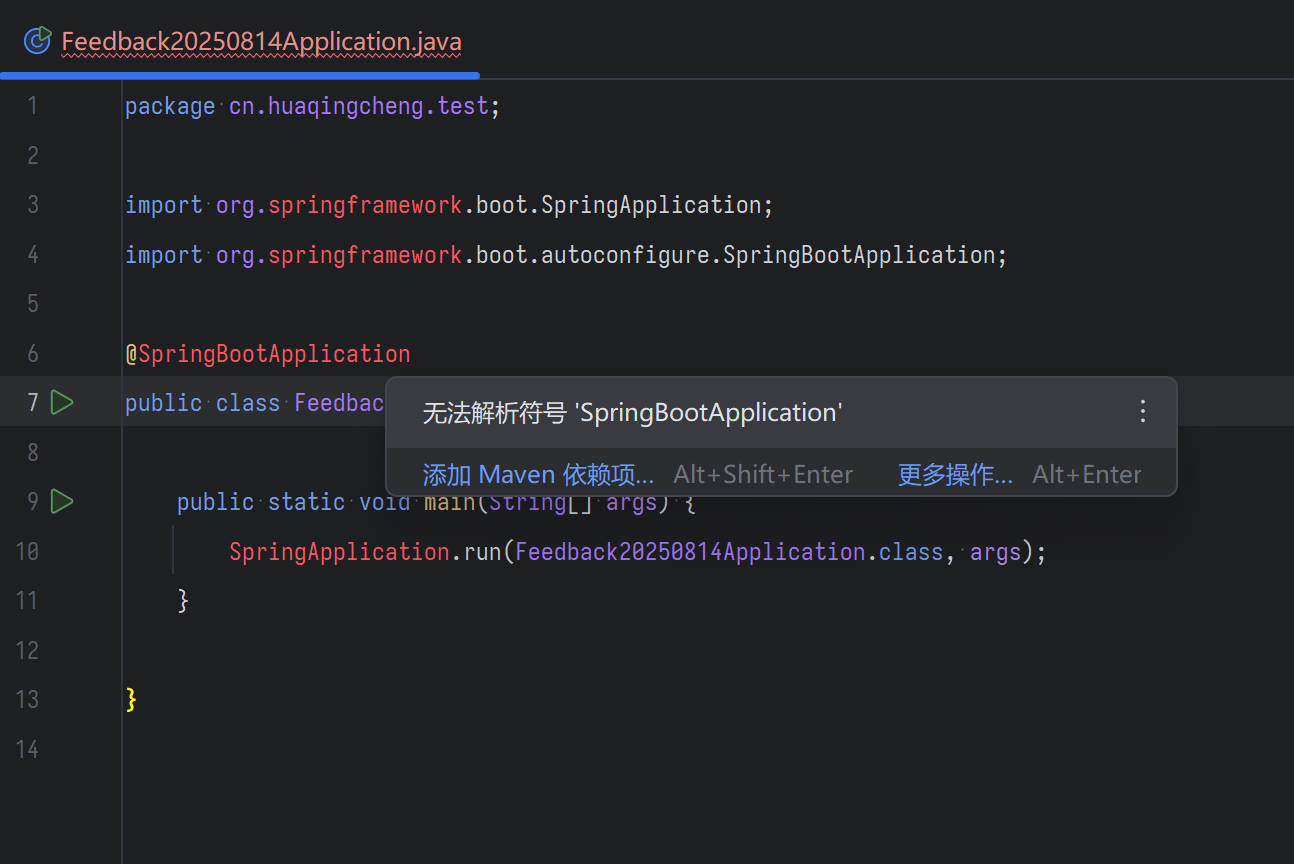 Feedback20250814Application.java
1 package cn.huaqingcheng.test;
2
3 import org.springframework.boot.SpringApplication;
4 import org.springframework.boot.autoconfigure.SpringBootApplication;
5
6 @SpringBootApplication
7 public class Feedbac
无法解析符号 'SpringBootApplication'
8
添加 Maven 依赖项... Alt+Shift+Enter 更多操作... Alt+Enter
9 public static void main(String[] args) {
10 SpringApplication.run(Feedback20250814Application.class, args);
11 }
12
13 }
14